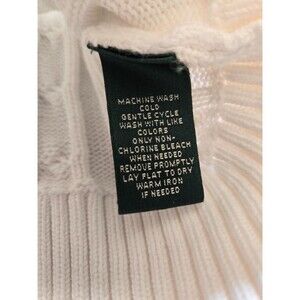 MACHINE WASH
COLD
GENTLE CYCLE
WASH WITH LIKE
COLORS
ONLY NON-
CHLORINE BLEACH
WHEN NEEDED
REMOVE PROMPTLY
LAY FLAT TO DRY
WARM IRON
IF NEEDED